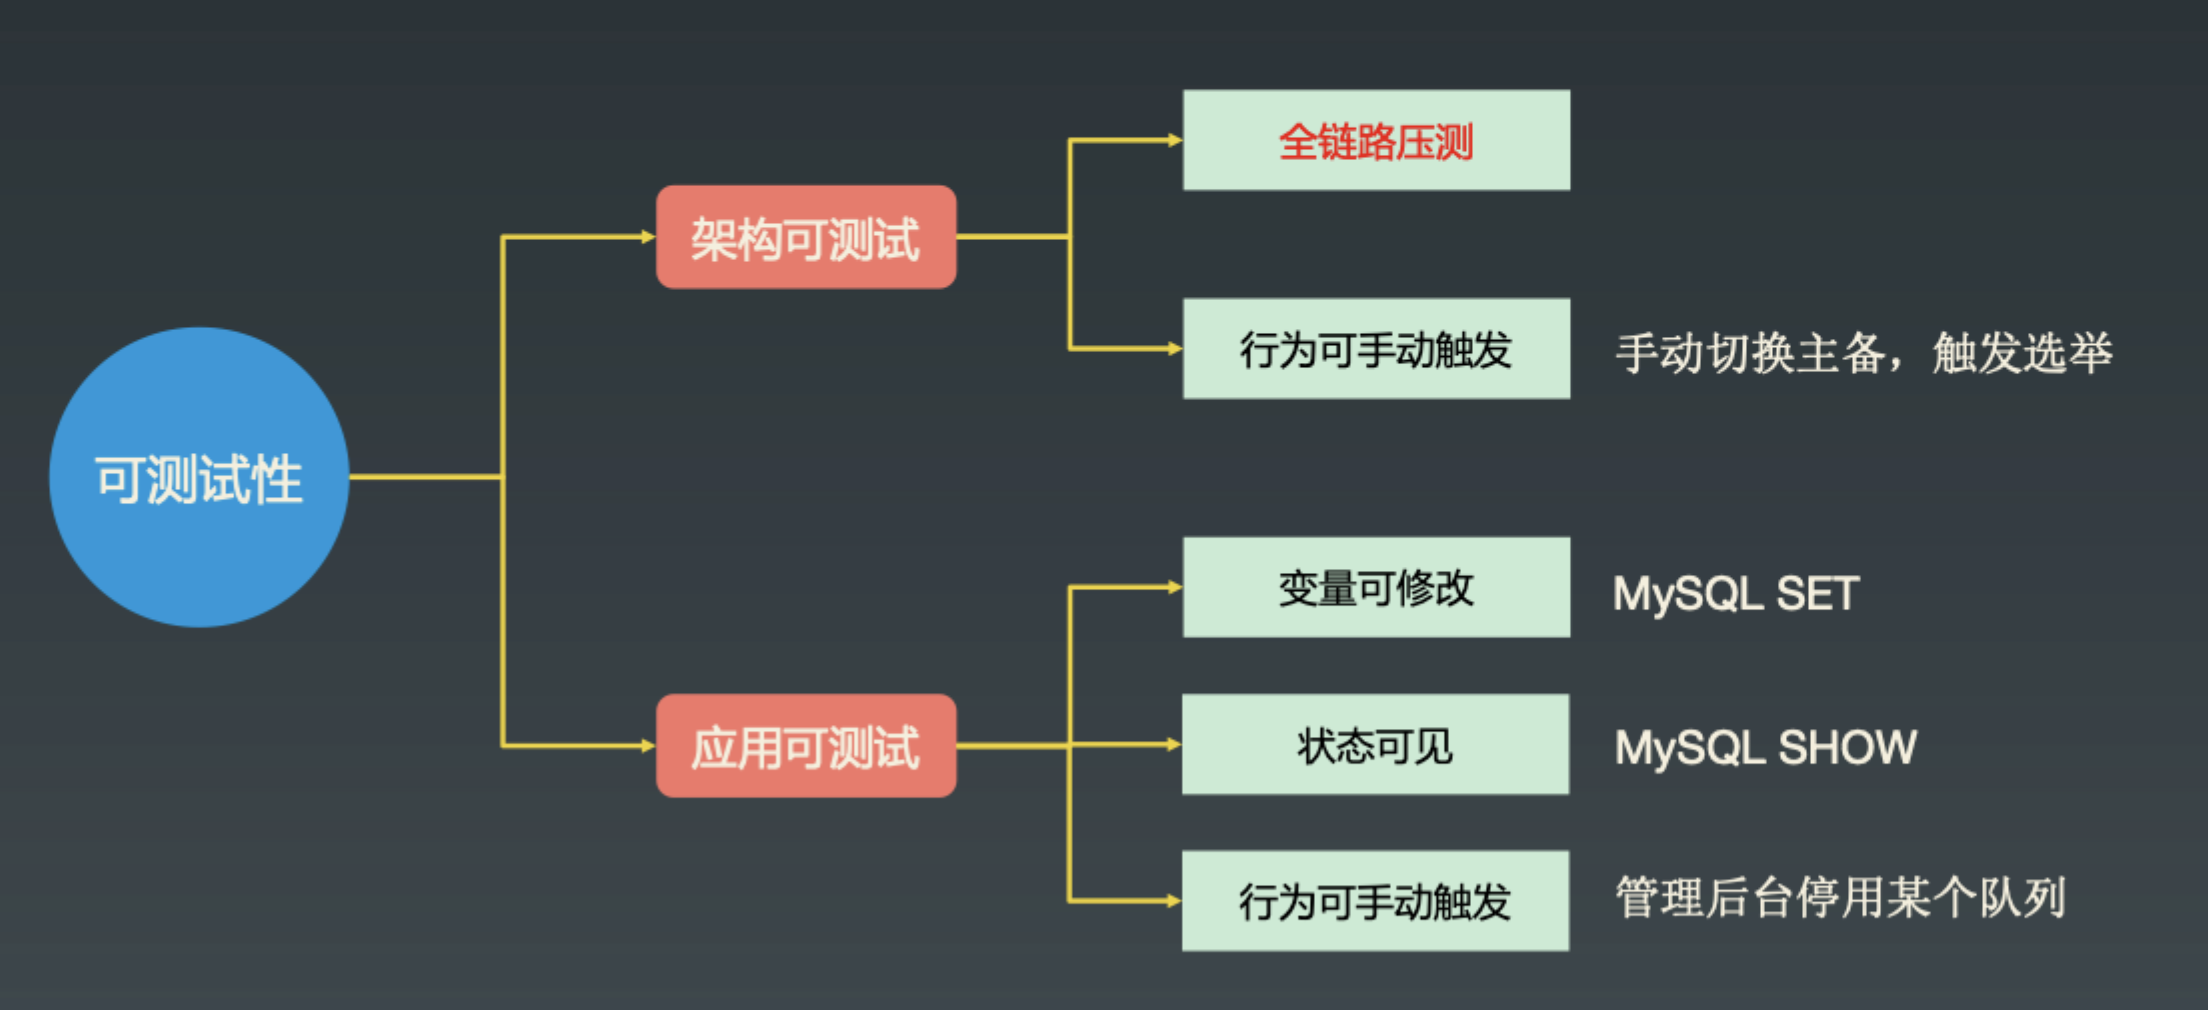 可测试性
架构可测试
全链路压测
行为可手动触发
手动切换主备，触发选举
应用可测试
变量可修改
MySQL SET
状态可见
MySQL SHOW
行为可手动触发
管理后台停用某个队列